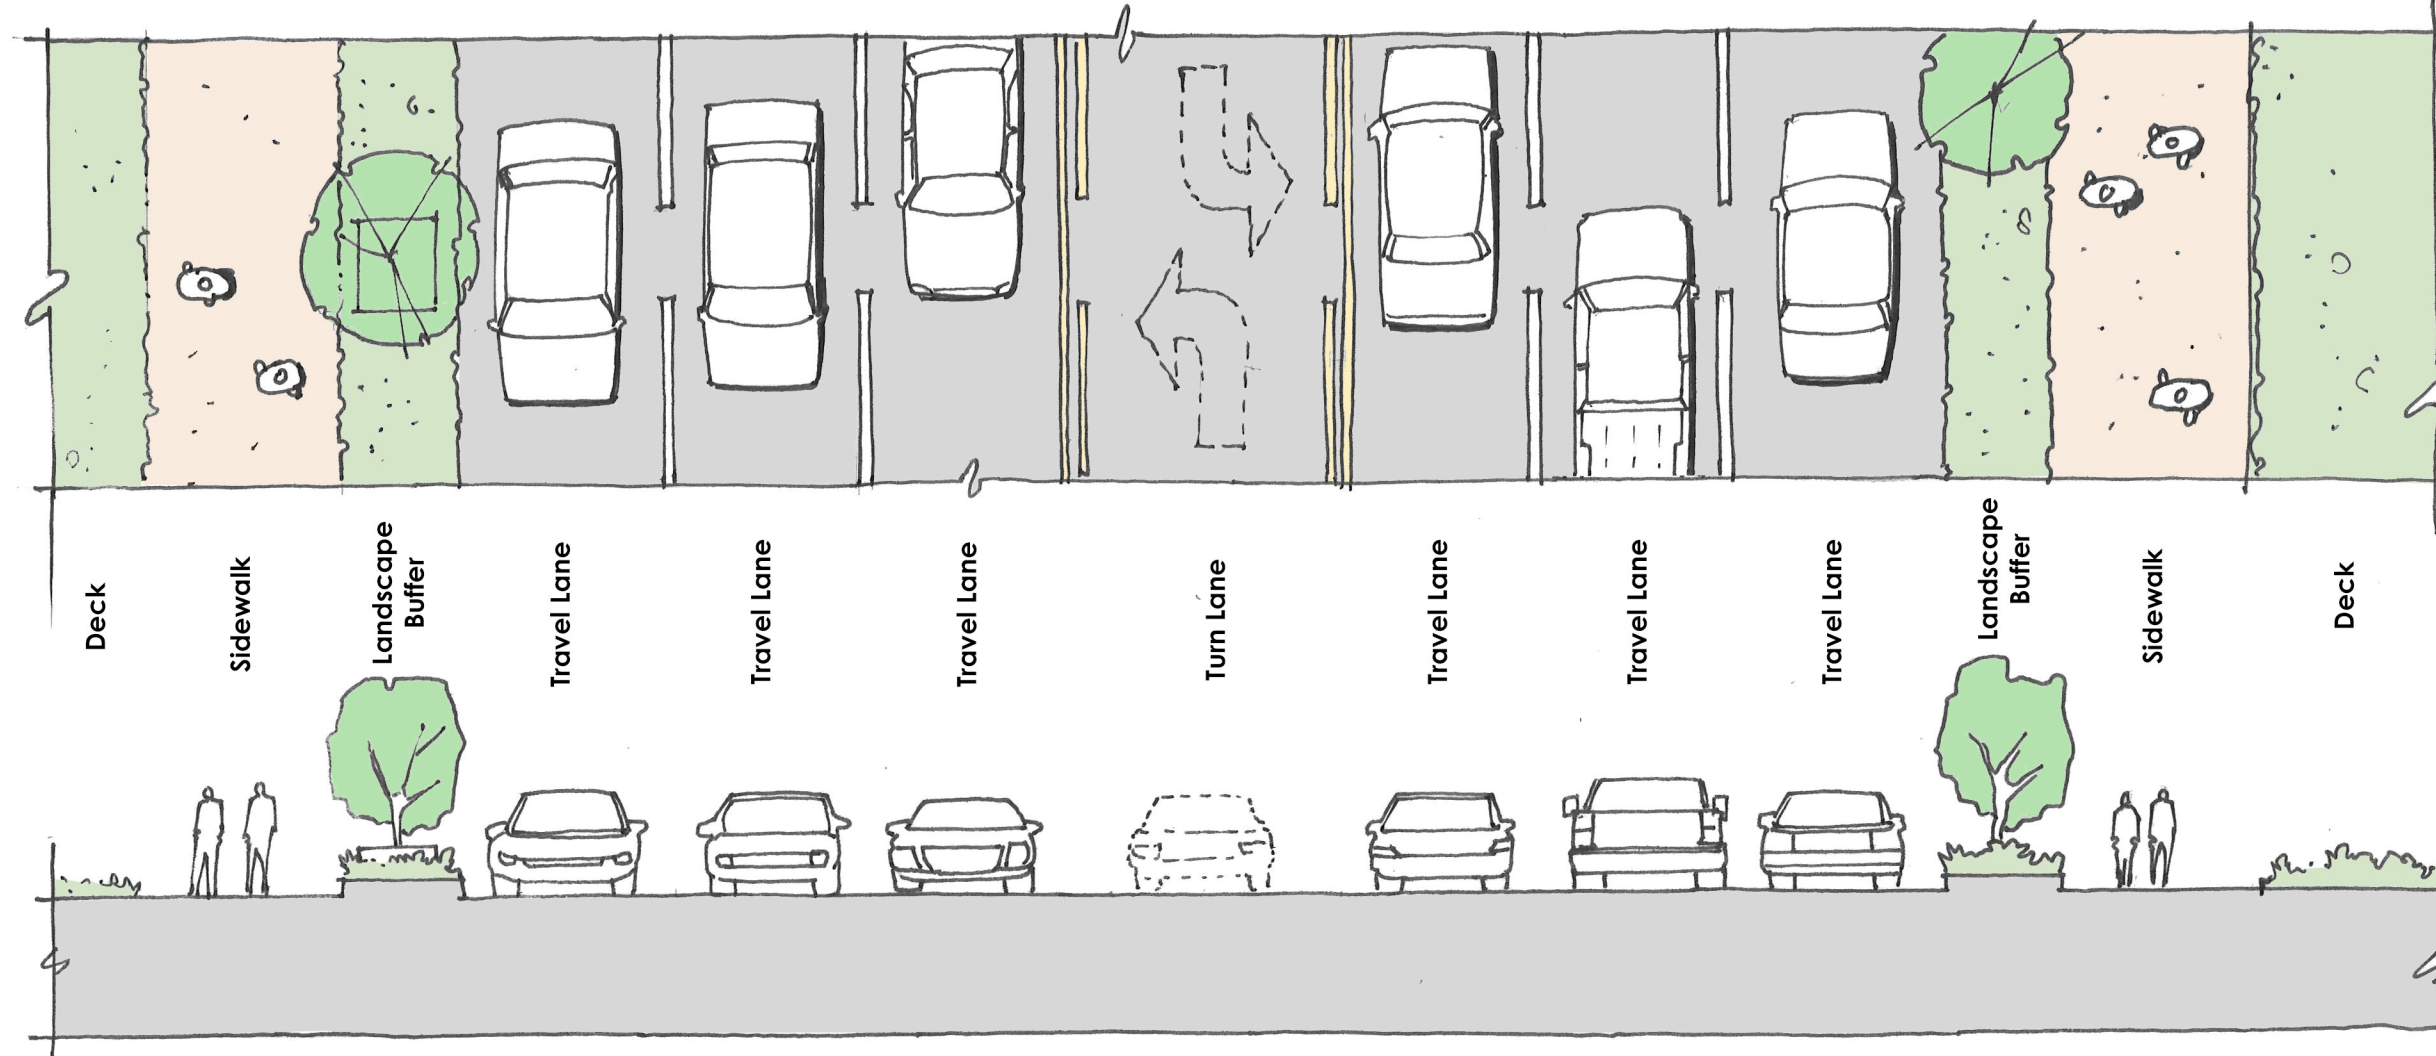 Deck
Sidewalk
Landscape
Buffer
Travel Lane
Travel Lane
Travel Lane
Turn Lane
Travel Lane
Travel Lane
Travel Lane
Landscape
Buffer
Sidewalk
Deck